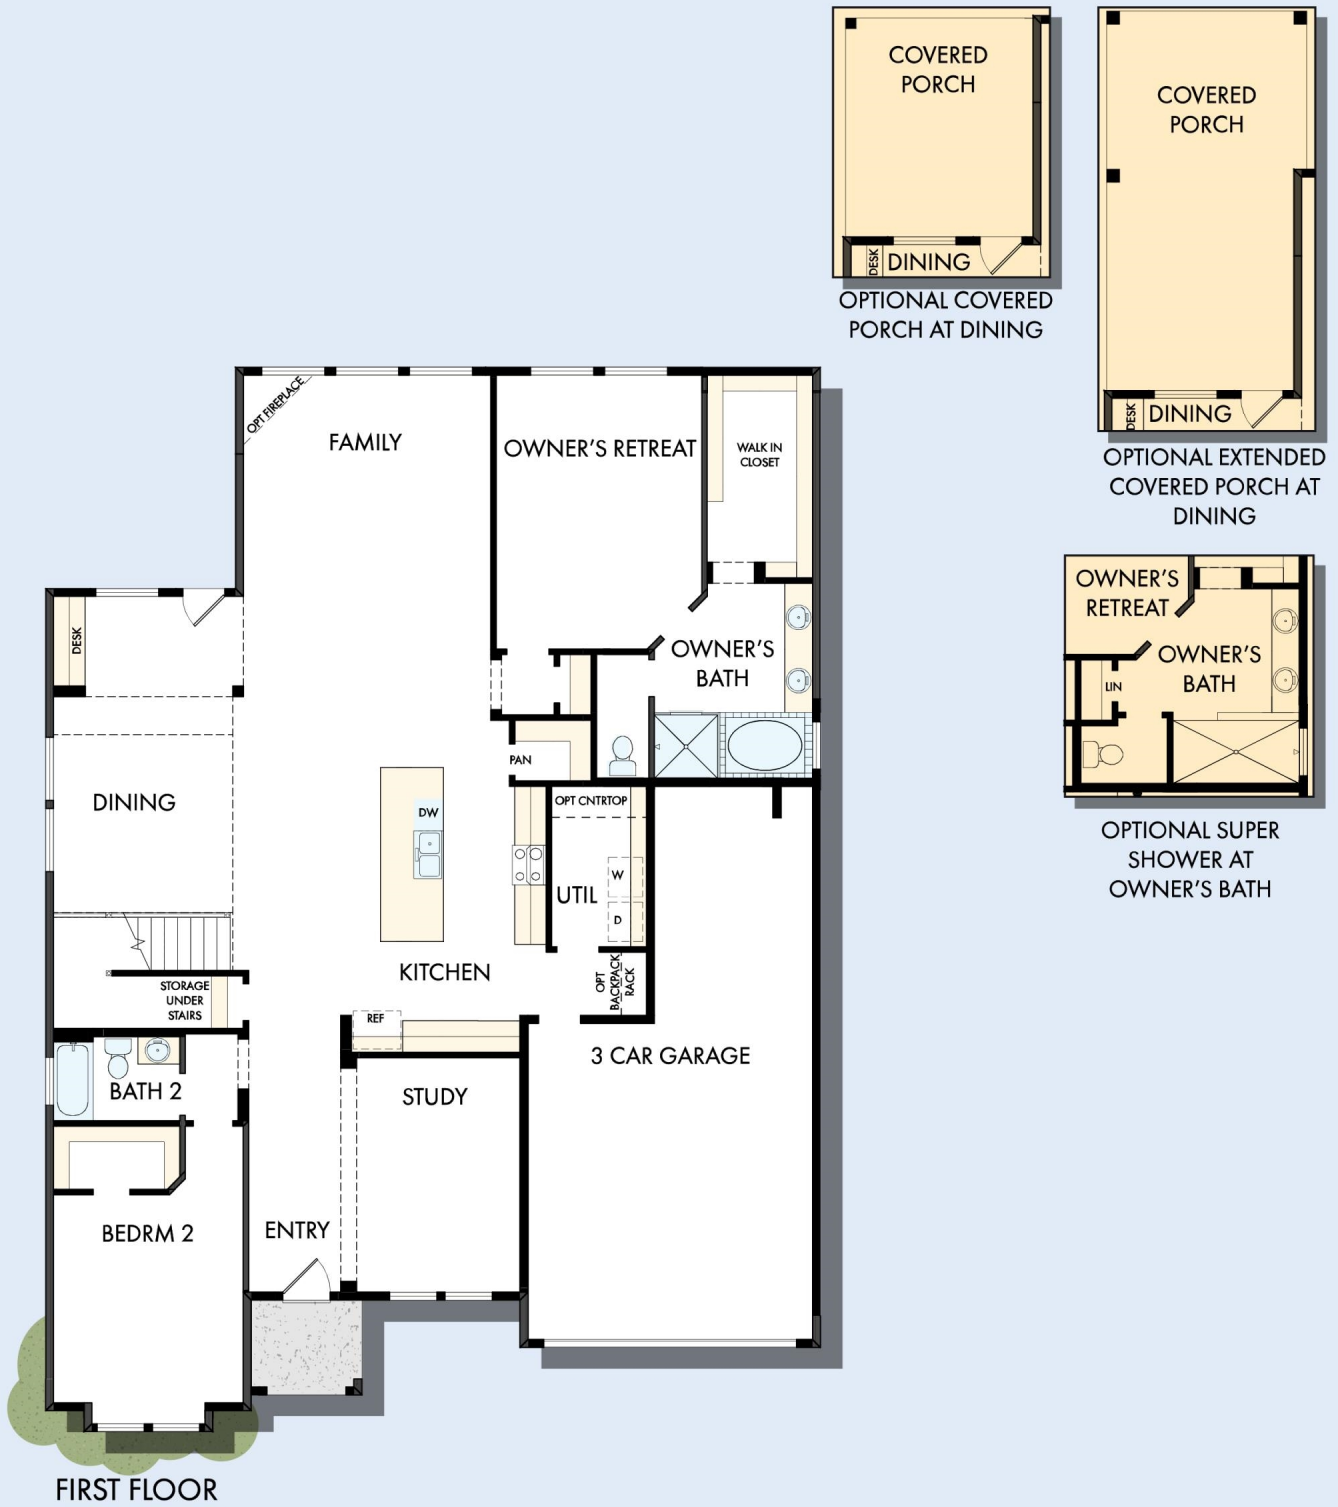 COVERED
PORCH
DESK
DINING
OPTIONAL COVERED
PORCH AT DINING
COVERED
PORCH
DESK
DINING
OPTIONAL EXTENDED
COVERED PORCH AT
DINING
OWNER'S
RETREAT
OWNER'S
BATH
LIN
OPTIONAL SUPER
SHOWER AT
OWNER'S BATH
OPT FIREPLACE
FAMILY
OWNER'S RETREAT
WALK IN
CLOSET
DESK
OWNER'S
BATH
PAN
DINING
DW
OPT CNTRTOP
W
UTIL
D
KITCHEN
OPT
BACKPACK
RACK
STORAGE
UNDER
STAIRS
REF
3 CAR GARAGE
BATH 2
STUDY
BEDRM 2
ENTRY
FIRST FLOOR